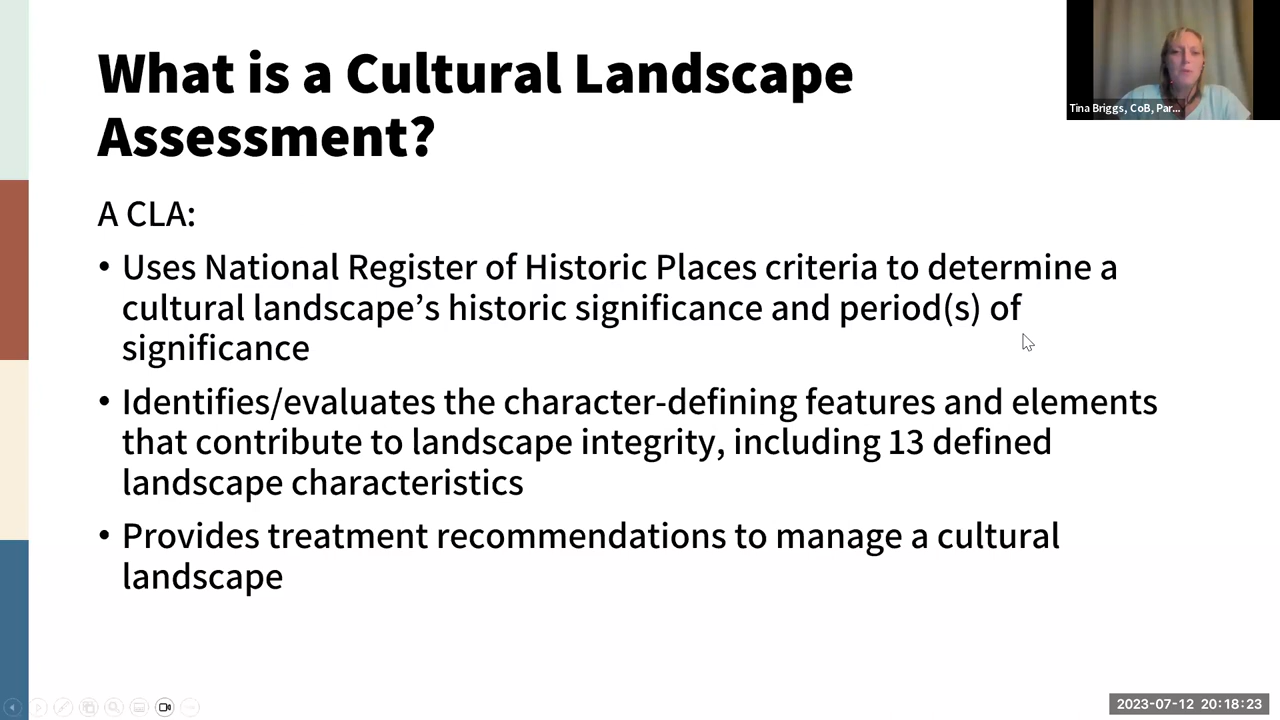 What is a Cultural Landscape
Assessment?
Tina Briggs, CoB, Par...
A CLA:
• Uses National Register of Historic Places criteria to determine a
cultural landscape’s historic significance and period(s) of
significance
• Identifies/evaluates the character-defining features and elements
that contribute to landscape integrity, including 13 defined
landscape characteristics
• Provides treatment recommendations to manage a cultural
landscape
2023-07-12 20:18:23